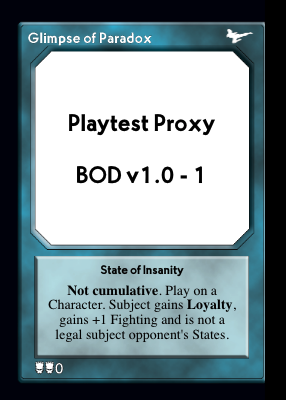 Glimpse of Paradox
Playtest Proxy
BOD v1.0 - 1
State of Insanity
Not cumulative. Play on a
Character. Subject gains Loyalty,
gains +1 Fighting and is not a
legal subject opponent's States.
0